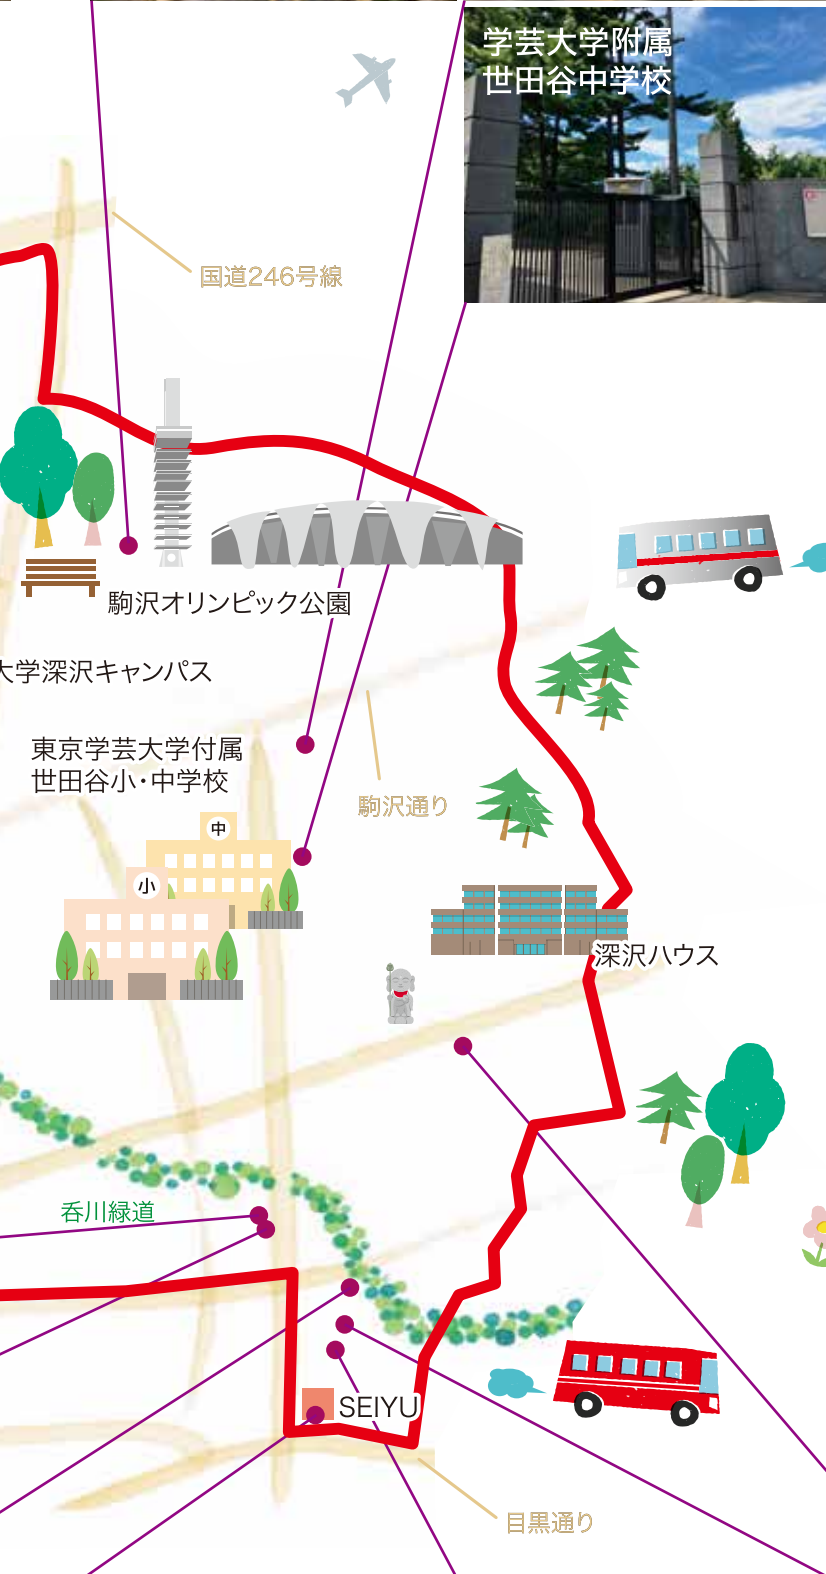 学芸大学附属
世田谷中学校
国道246号線
駒沢オリンピック公園
大学深沢キャンパス
東京学芸大学付属
世田谷小・中学校
駒沢通り
中
小
深沢ハウス
呑川緑道
SEIYU
目黒通り